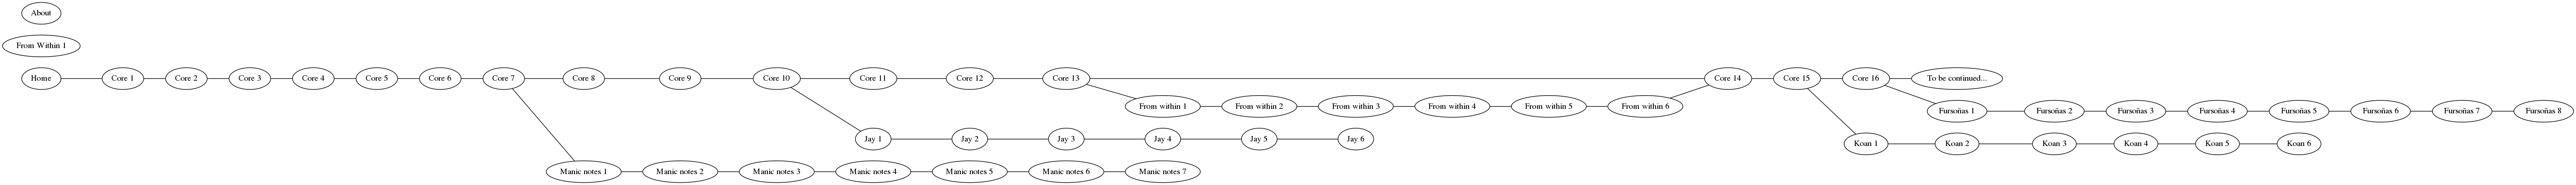 About
From Within 1
Home
Core 1
Core 2
Core 3
Core 4
Core 5
Core 6
Core 7
Core 8
Core 9
Core 10
Core 11
Core 12
Core 13
Core 14
Core 15
Core 16
To be continued...
From within 1
From within 2
From within 3
From within 4
From within 5
From within 6
Fursoñas 1
Fursoñas 2
Fursoñas 3
Fursoñas 4
Fursoñas 5
Fursoñas 6
Fursoñas 7
Fursoñas 8
Jay 1
Jay 2
Jay 3
Jay 4
Jay 5
Jay 6
Koan 1
Koan 2
Koan 3
Koan 4
Koan 5
Koan 6
Manic notes 1
Manic notes 2
Manic notes 3
Manic notes 4
Manic notes 5
Manic notes 6
Manic notes 7